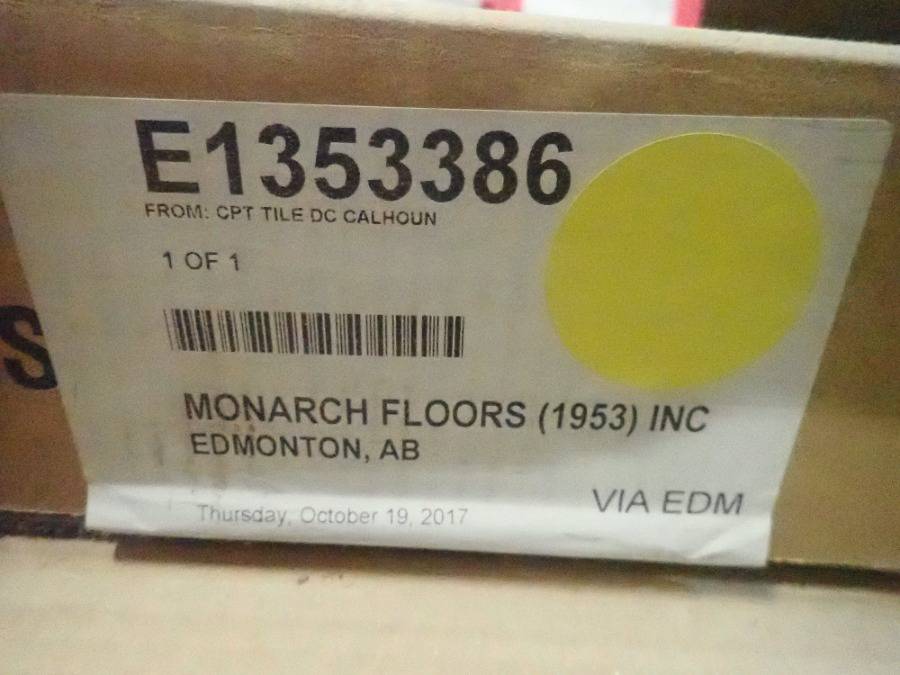 E1353386
FROM: CPT TILE DC CALHOUN
1 OF 1
S
MONARCH FLOORS (1953) INC
EDMONTON, AB
VIA EDM
Thursday, October 19, 2017